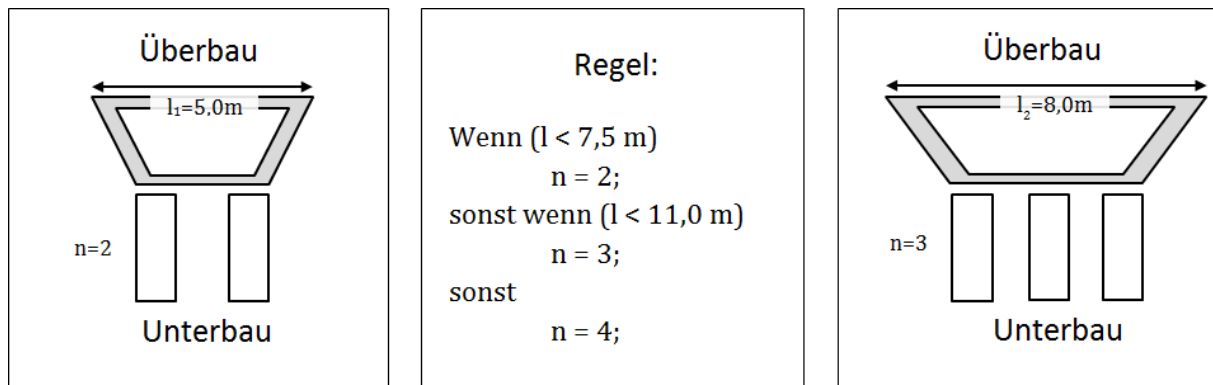 Überbau
l₁=5,0m
n=2
Unterbau
Regel:
Wenn (l < 7,5 m)
n = 2;
sonst wenn (l < 11,0 m)
n = 3;
sonst
n = 4;
Überbau
l₂=8,0m
n=3
Unterbau